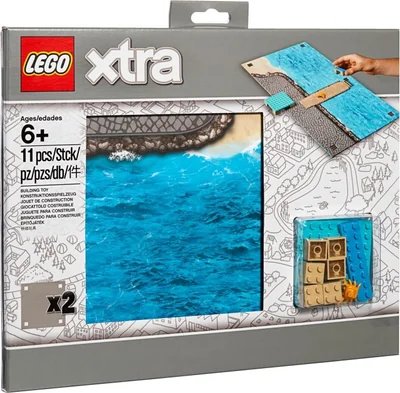 LEGO
xtra
Ages/edades
6+
11 pcs/Stck/
pz/pzs/db/件
BUILDING TOY
KONSTRUKTIONSSPIELZEUG
JOUET DE CONSTRUCTION
GIOCATTOLO COSTRUIBILE
JUGUETE PARA CONSTRUIR
BRINQUEDO PARA CONSTRUIR
ÉPÍTŐJÁTÉK
x2